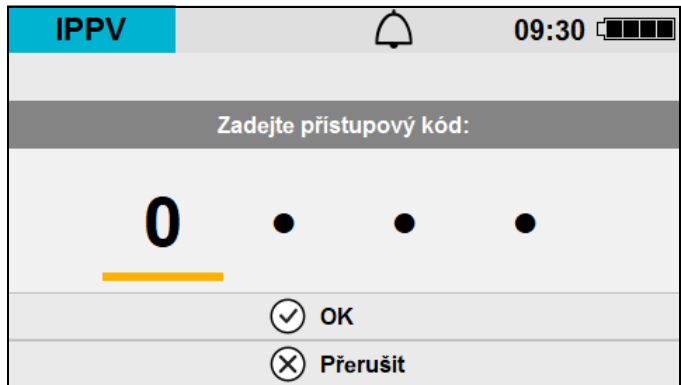 IPPV 09:30
Zadejte přístupový kód:
0 • • •
OK
Přerušit